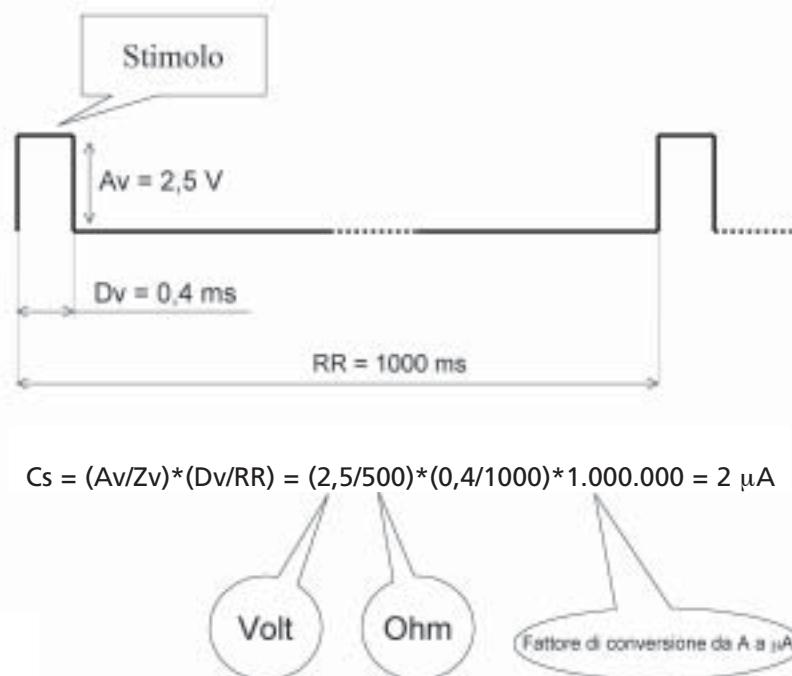 Stimolo
Av = 2,5 V
Dv = 0,4 ms
RR = 1000 ms
Cs = (Av/Zv)*(Dv/RR) = (2,5/500)*(0,4/1000)*1.000.000 = 2 μA
Volt
Ohm
Fattore di conversione da A a μA